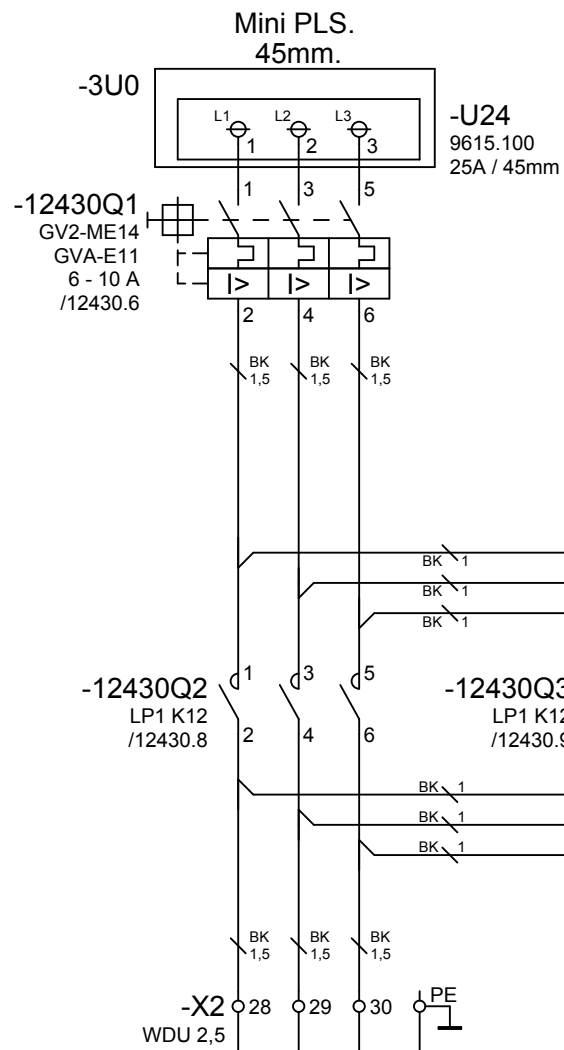 Mini PLS.
45mm.
-3U0
L1 L2 L3
1 2 3
-U24
9615.100
25A / 45mm
1 3 5
-12430Q1
GV2-ME14
GVA-E11
6 - 10 A
/12430.6
I> I> I>
2 4 6
BK BK BK
1,5 1,5 1,5
BK 1
BK 1
BK 1
1 3 5
-12430Q2
LP1 K12
/12430.8
2 4 6
-12430Q3
LP1 K12
/12430.9
BK 1
BK 1
BK 1
BK BK BK
1,5 1,5 1,5
-X2 28 29 30 PE
WDU 2,5